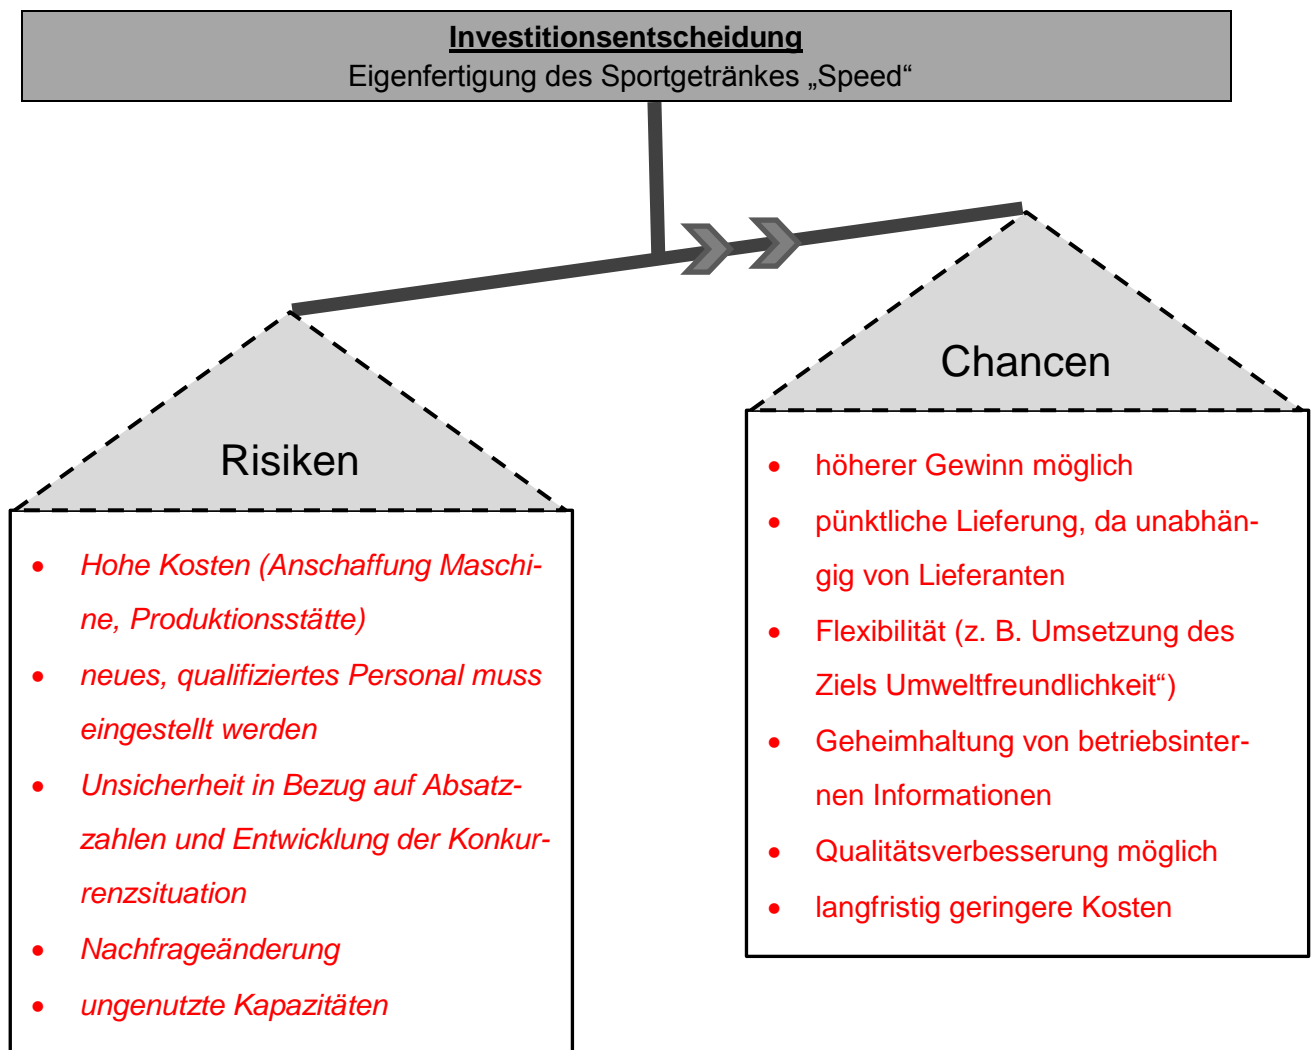 Investitionsentscheidung
Eigenfertigung des Sportgetränkes „Speed“
Risiken
• Hohe Kosten (Anschaffung Maschi-
ne, Produktionsstätte)
• neues, qualifiziertes Personal muss
eingestellt werden
• Unsicherheit in Bezug auf Absatz-
zahlen und Entwicklung der Konkur-
renzsituation
• Nachfrageänderung
• ungenutzte Kapazitäten
Chancen
• höherer Gewinn möglich
• pünktliche Lieferung, da unabhän-
gig von Lieferanten
• Flexibilität (z. B. Umsetzung des
Ziels Umweltfreundlichkeit“)
• Geheimhaltung von betriebsinter-
nen Informationen
• Qualitätsverbesserung möglich
• langfristig geringere Kosten